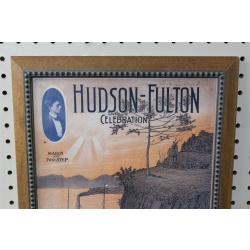 HUDSON-FULTON
CELEBRATION
MARCH
AND
TWO-STEP